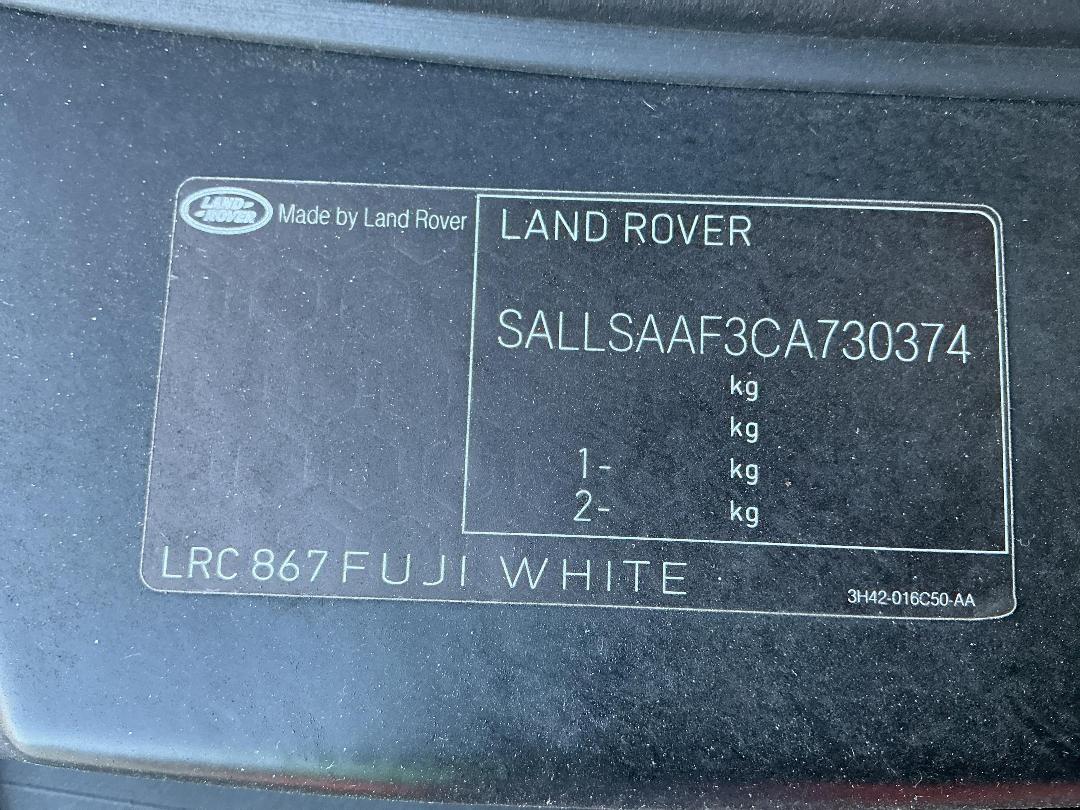 LAND-
-ROVER
Made by Land Rover
LAND ROVER
SALLSAAF3CA730374
kg
kg
1- kg
2- kg
LRC 867 FUJI WHITE
3H42-016C50-AA